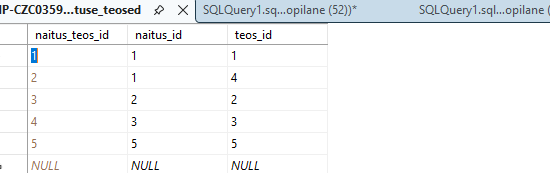 IP-CZC0359...tuse_teosed SQLQuery1.sq...opilane (52))* SQLQuery1.sql...opilane (
naitus_teos_id naitus_id teos_id
1 1 1
2 1 4
3 2 2
4 3 3
5 5 5
NULL NULL NULL